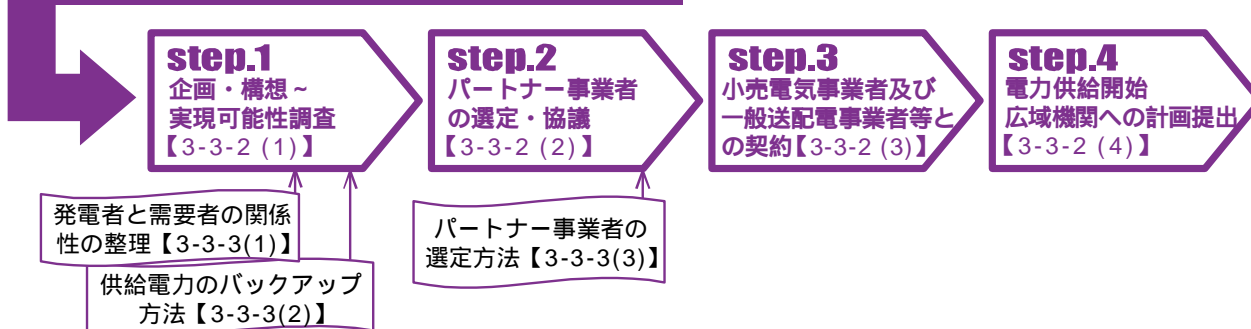 step.1
企画・構想~
実現可能性調査
【3-3-2 (1)】
step.2
パートナー事業者
の選定・協議
【3-3-2 (2)】
step.3
小売電気事業者及び
一般送配電事業者等と
の契約【3-3-2 (3)】
step.4
電力供給開始
広域機関への計画提出
【3-3-2 (4)】
発電者と需要者の関係
性の整理【3-3-3(1)】
供給電力のバックアップ
方法【3-3-3(2)】
パートナー事業者の
選定方法【3-3-3(3)】